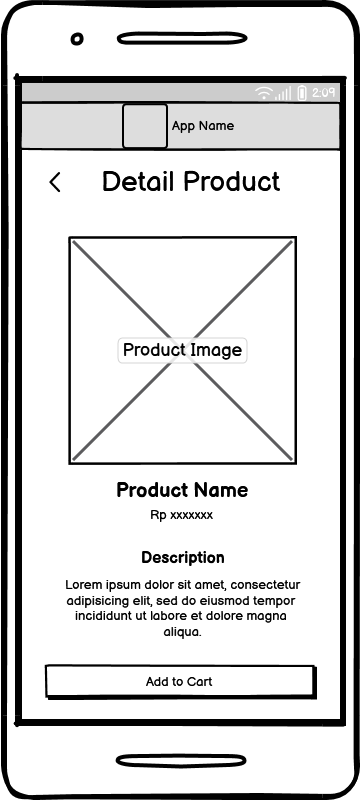 2:09
App Name
Detail Product
Product Image
Product Name
Rp xxxxxxx
Description
Lorem ipsum dolor sit amet, consectetur
adipisicing elit, sed do eiusmod tempor
incididunt ut labore et dolore magna
aliqua.
Add to Cart